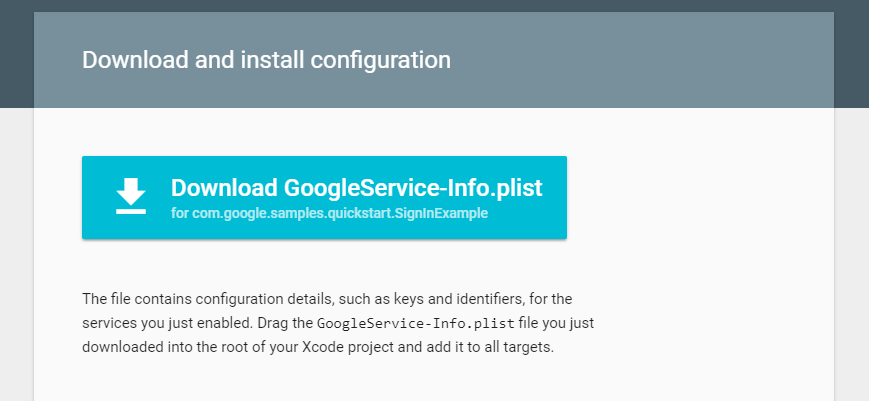 Download and install configuration
Download GoogleService-Info.plist
for com.google.samples.quickstart.SignInExample
The file contains configuration details, such as keys and identifiers, for the
services you just enabled. Drag the GoogleService-Info.plist file you just
downloaded into the root of your Xcode project and add it to all targets.